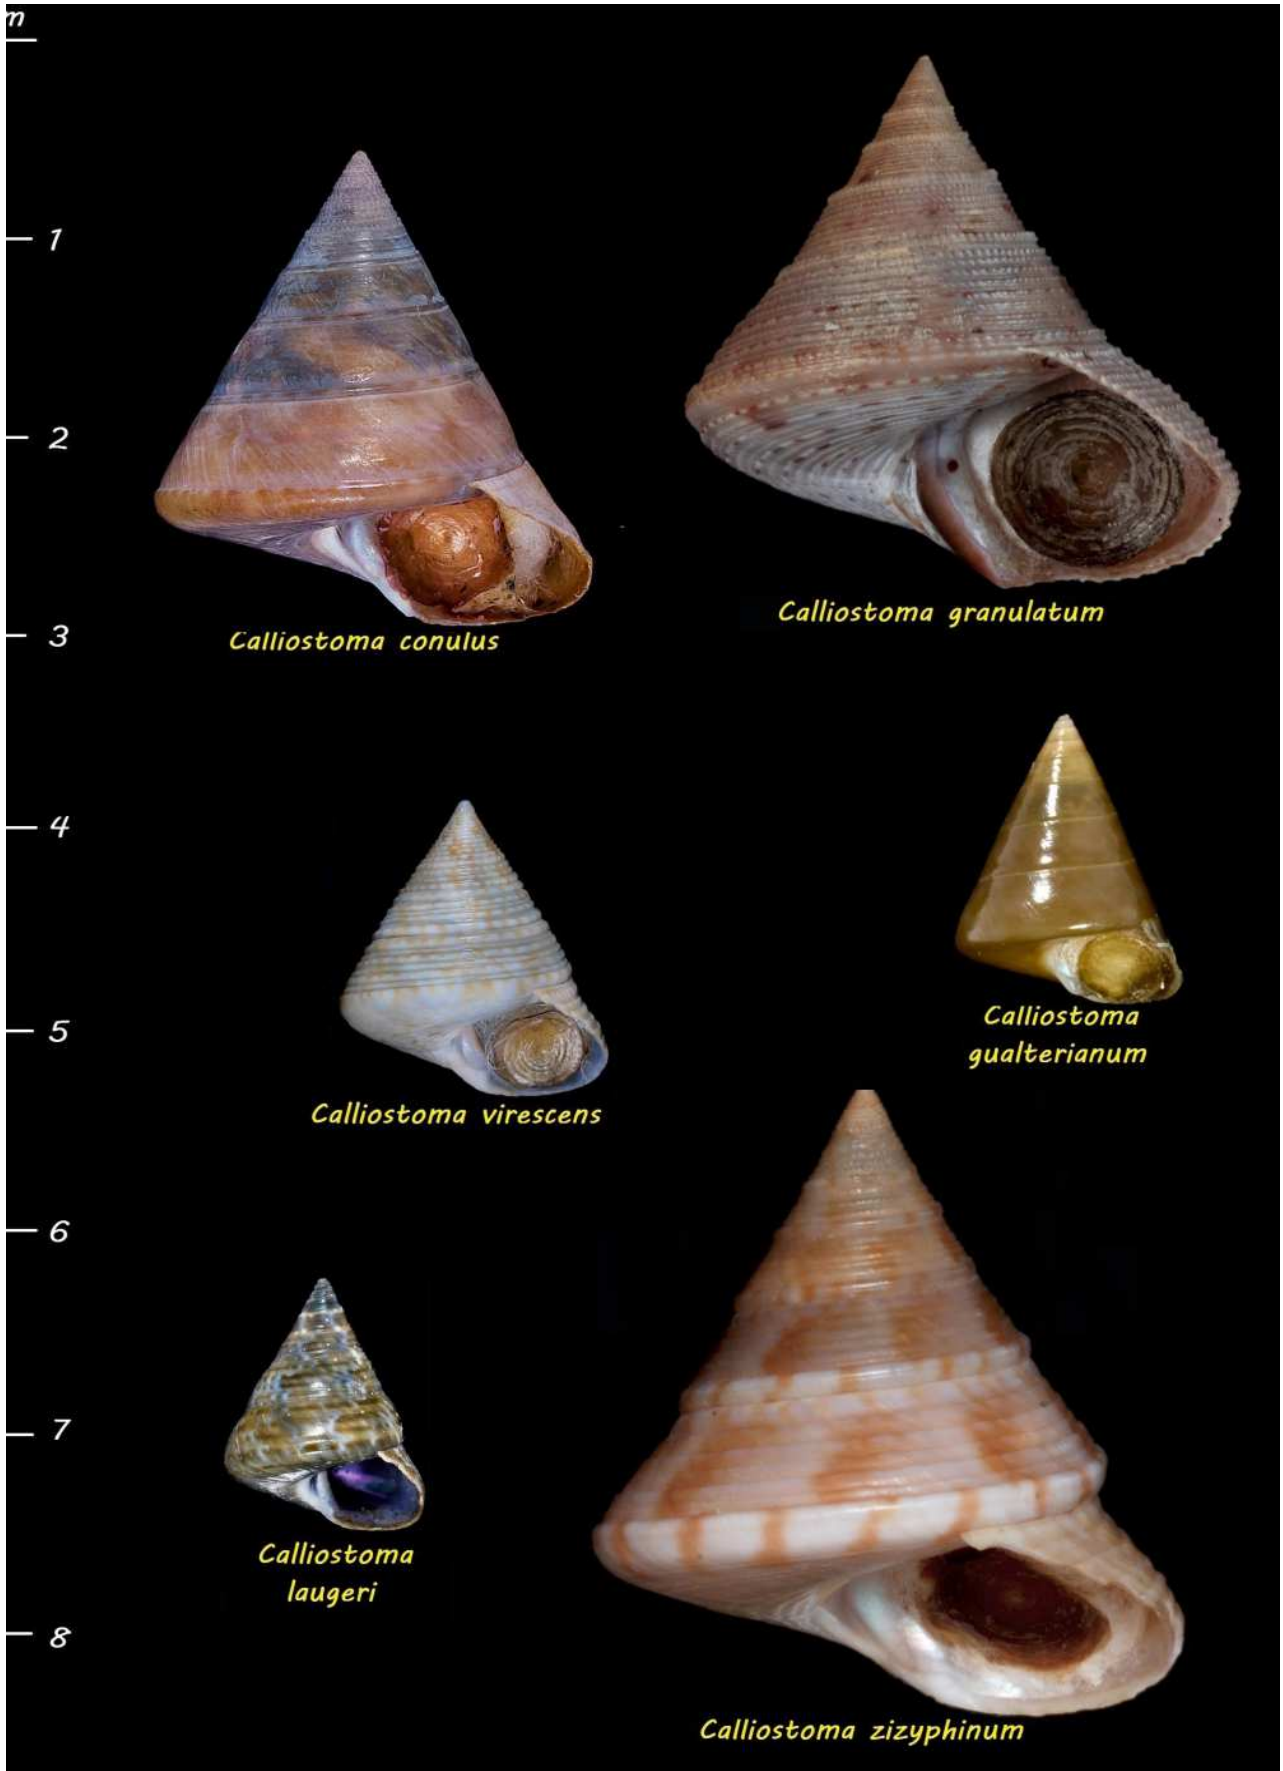 m
1
2
3
4
5
6
7
8
Calliostoma conulus
Calliostoma granulatum
Calliostoma
gualterianum
Calliostoma virescens
Calliostoma
laugeri
Calliostoma zizyphinum